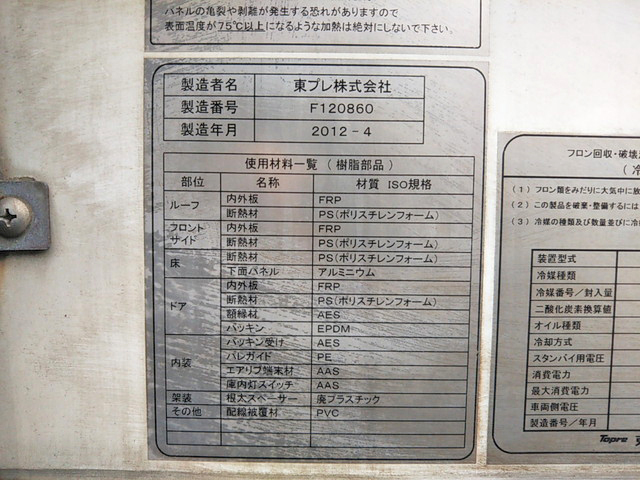 パネルの亀裂や剥離が発生する恐れがありますので
表面温度が75℃以上になるような加熱は絶対にしないで下さい。
製造者名 東プレ株式会社
製造番号 F120860
製造年月 2012-4
使用材料一覧（樹脂部品）
部位 名称 材質 ISO規格
ルーフ 内外板 FRP
断熱材 PS(ポリスチレンフォーム)
フロントサイド 内外板 FRP
断熱材 PS(ポリスチレンフォーム)
床 断熱材 PS(ポリスチレンフォーム)
下面パネル アルミニウム
ドア 内外板 FRP
断熱材 PS(ポリスチレンフォーム)
額縁材 AES
パッキン EPDM
内装 パッキン受け AES
バレガイド PE
エアリブ端末材 AAS
庫内灯スイッチ AAS
架装 根太スペーサー 廃プラスチック
その他 配線被覆材 PVC
フロン回収・破壊
（冷
(1) フロン類をみだりに大気中に放
(2) この製品を破棄・整備するには
(3) 冷媒の種類及び数量並びに冷
装置型式
冷媒種類
冷媒番号／封入量
二酸化炭素換算値
オイル種類
冷却方式
スタンバイ用電圧
消費電力
最大消費電力
車両側電圧
製造番号／年月
Topre